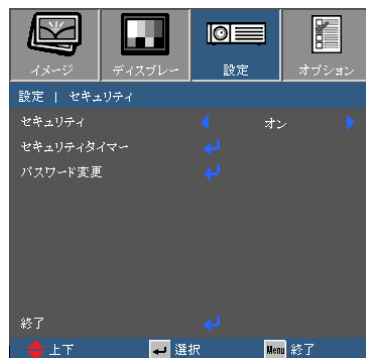 イメージ ディスプレー 設定 オプション
設定 | セキュリティ
セキュリティ オン
セキュリティタイマー
パスワード変更
終了
上下 選択 Menu 終了